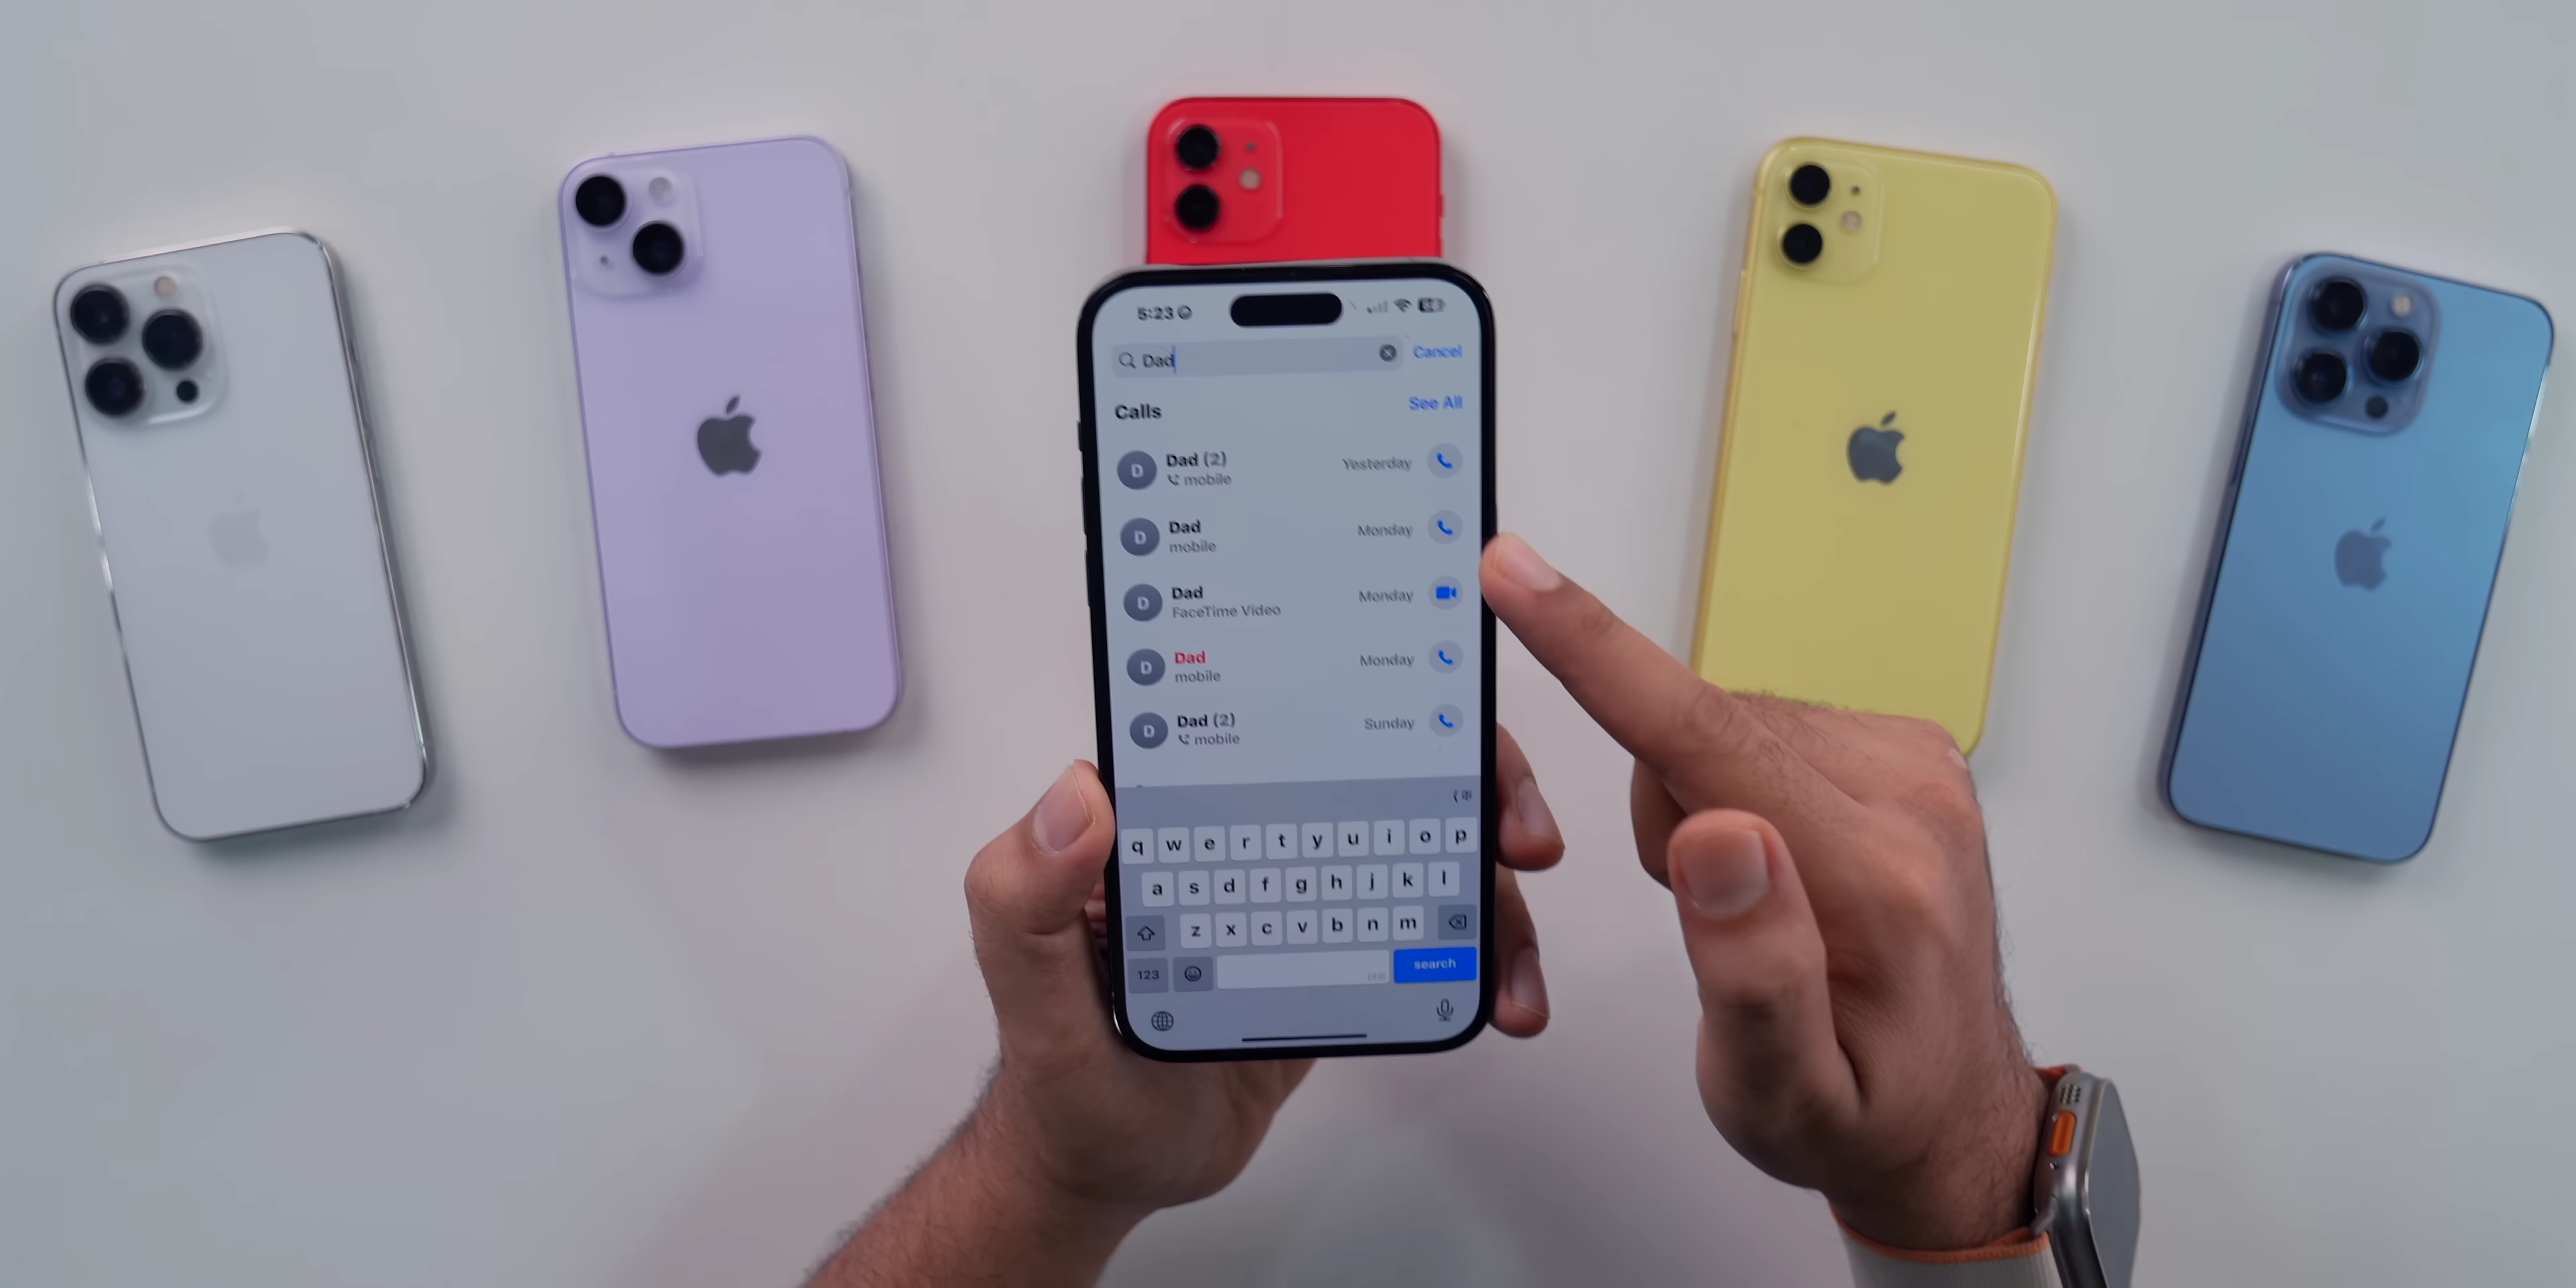 5:23
Dad
Cancel
Calls
See All
D
Dad (2)
mobile
Yesterday
D
Dad
mobile
Monday
D
Dad
FaceTime Video
Monday
D
Dad
mobile
Monday
D
Dad (2)
mobile
Sunday
q w e r t y u i o p
a s d f g h j k l
z x c v b n m
123
search